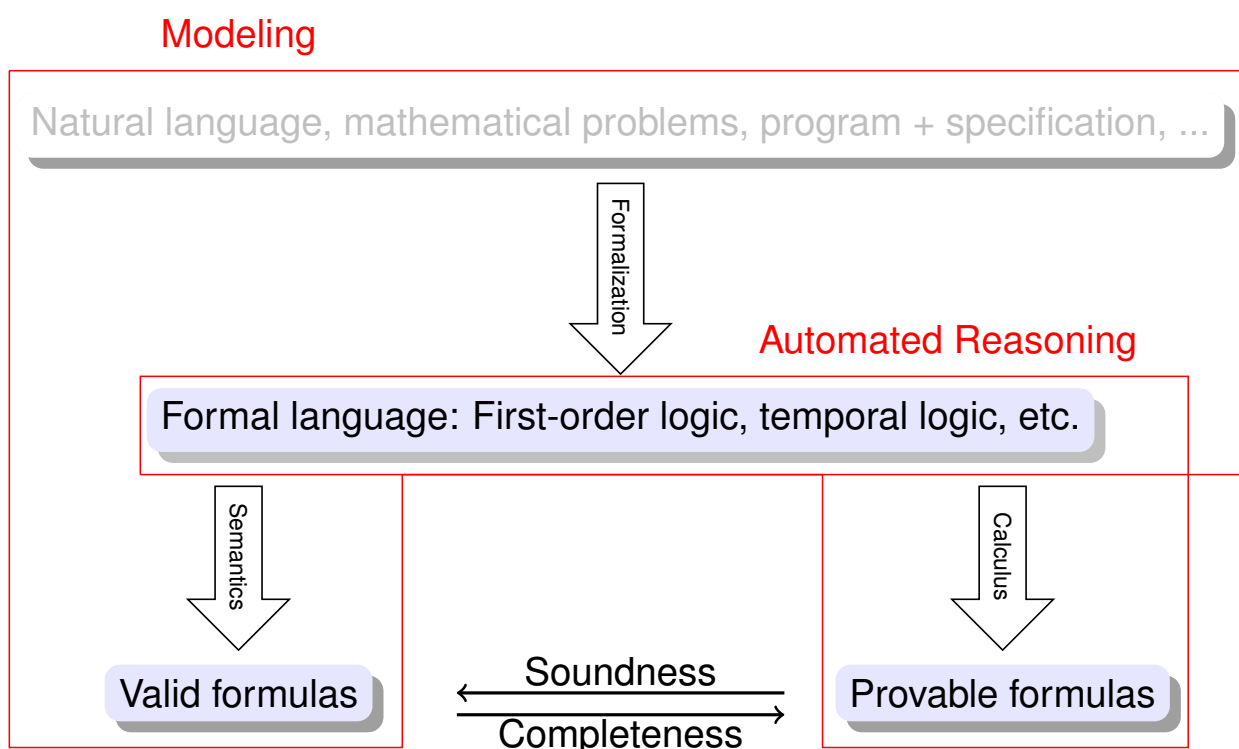 Modeling
Natural language, mathematical problems, program + specification, ...
Formalization
Automated Reasoning
Formal language: First-order logic, temporal logic, etc.
Semantics
Calculus
Valid formulas
Soundness
Completeness
Provable formulas